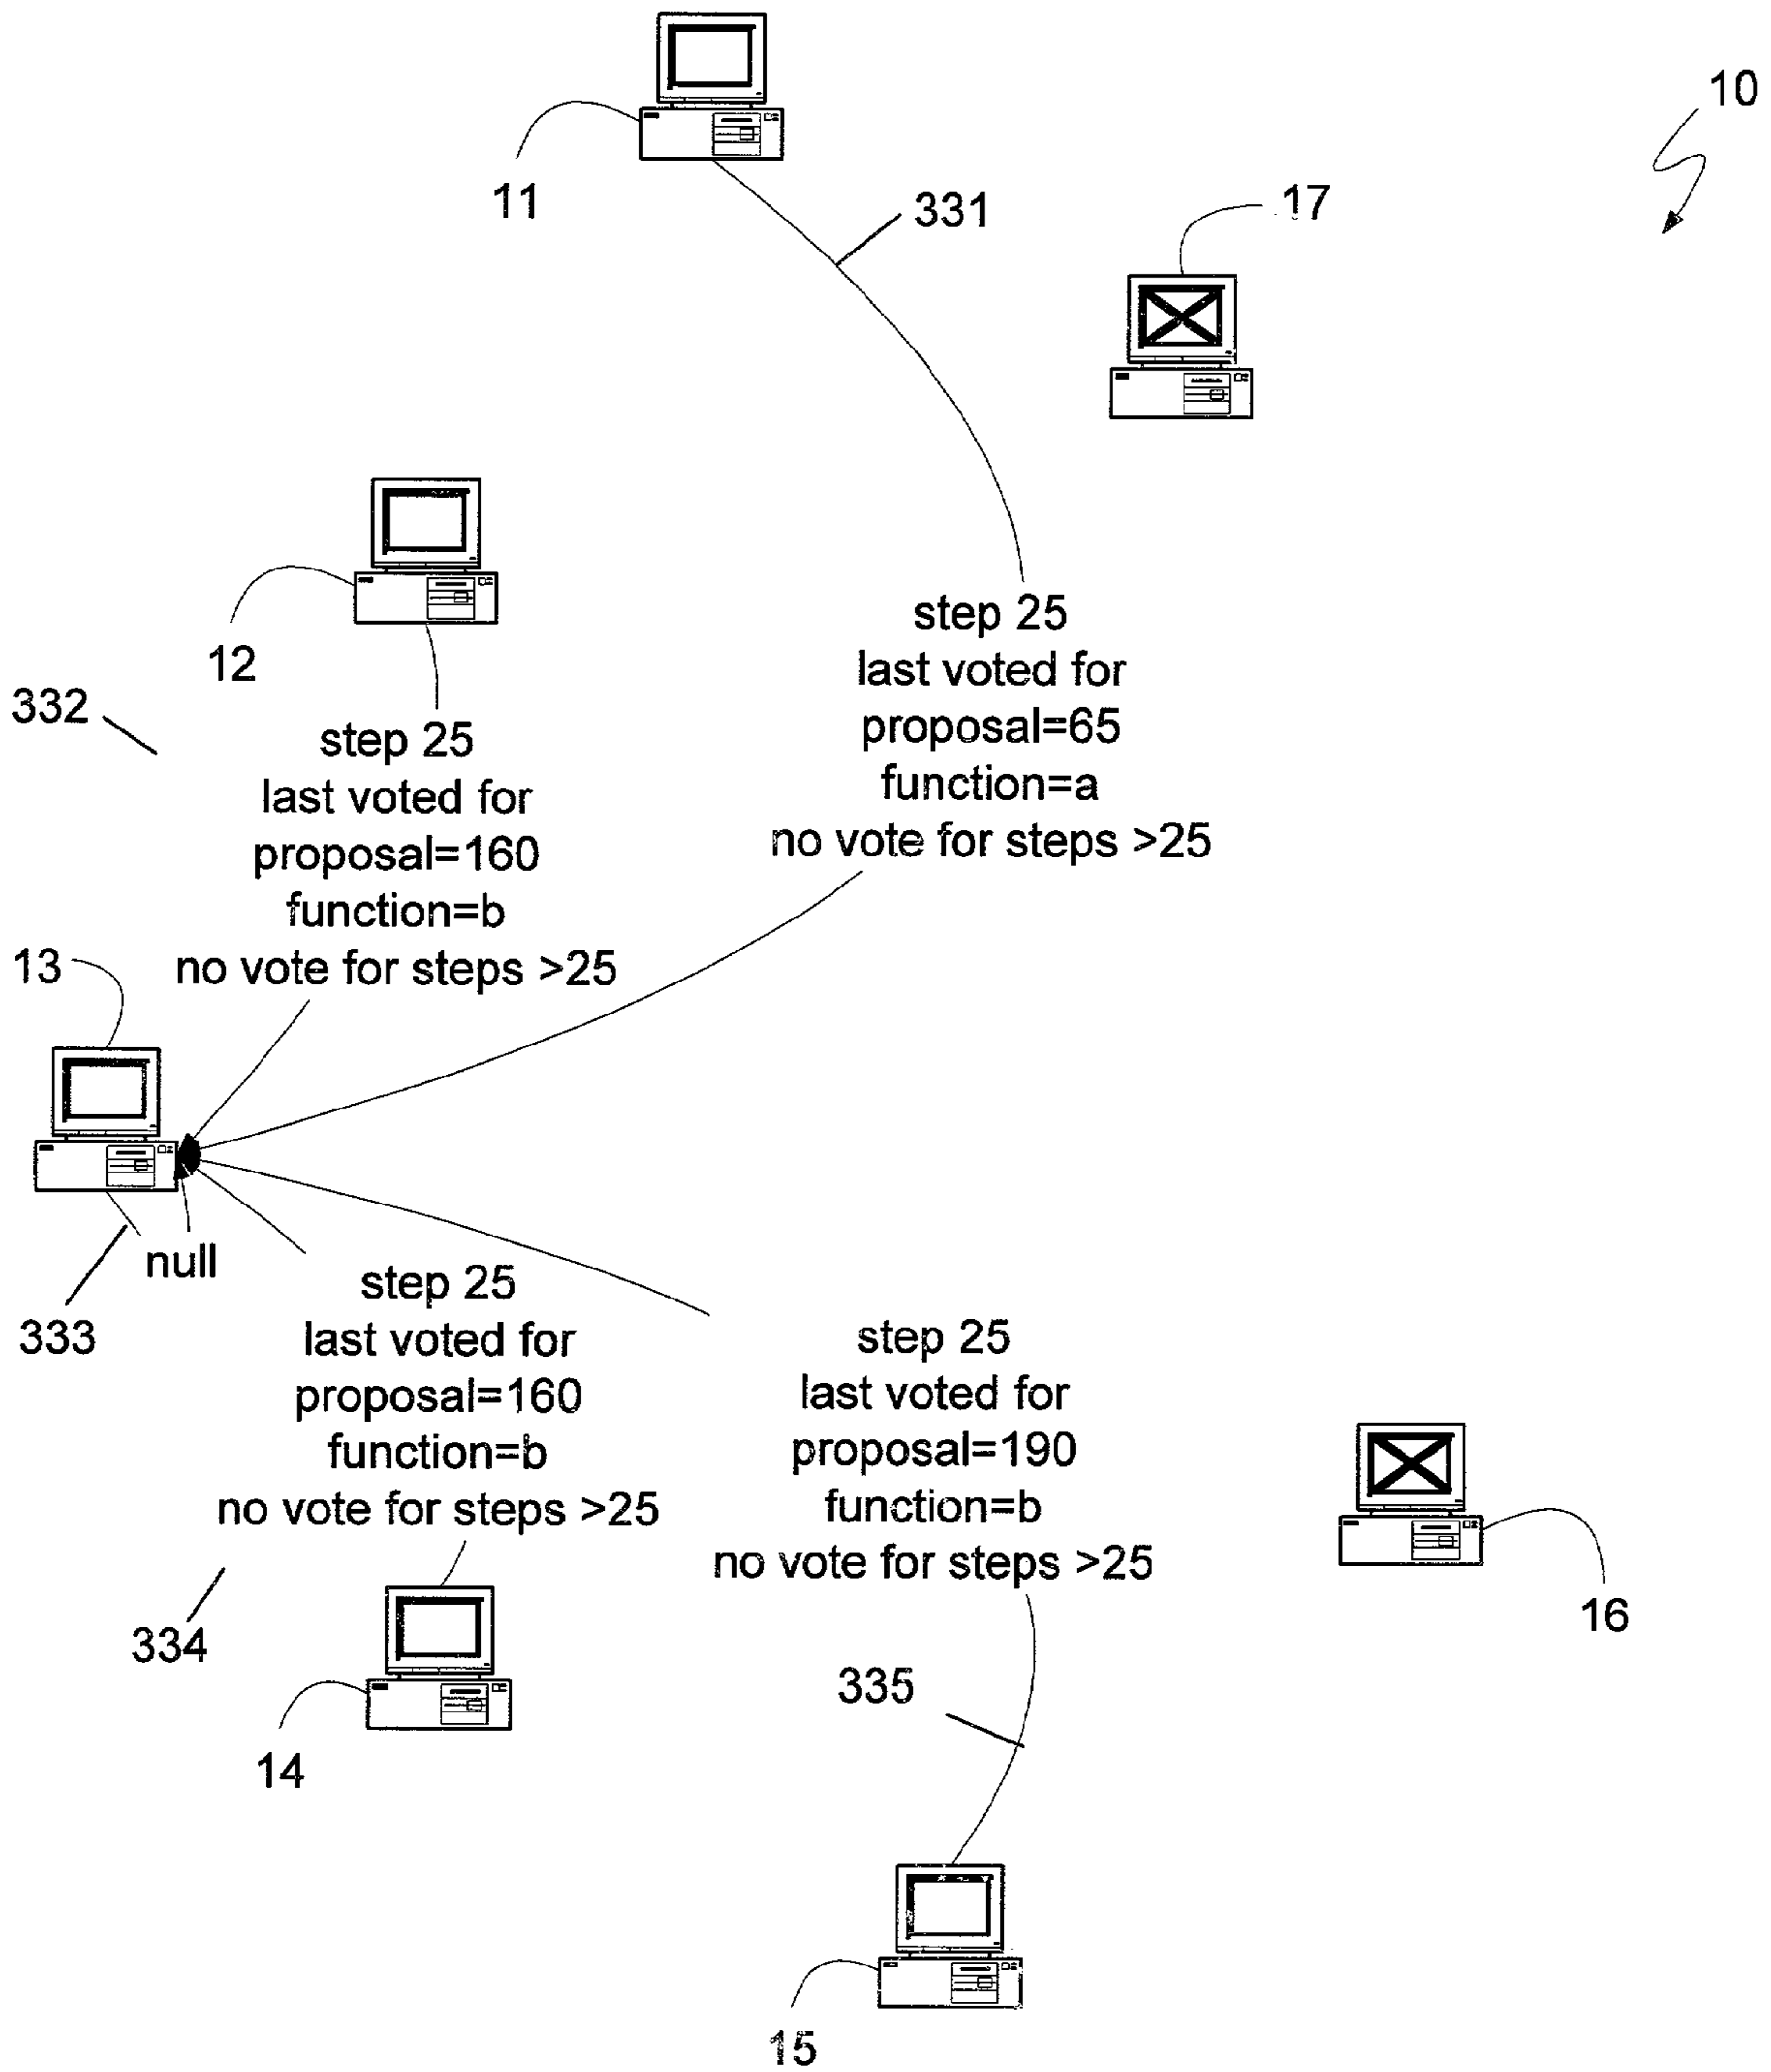 10
11
331
17
12
332
step 25
last voted for
proposal=65
function=a
no vote for steps >25
step 25
last voted for
proposal=160
function=b
no vote for steps >25
13
null
333
step 25
last voted for
proposal=160
function=b
no vote for steps >25
step 25
last voted for
proposal=190
function=b
no vote for steps >25
334
16
335
14
15